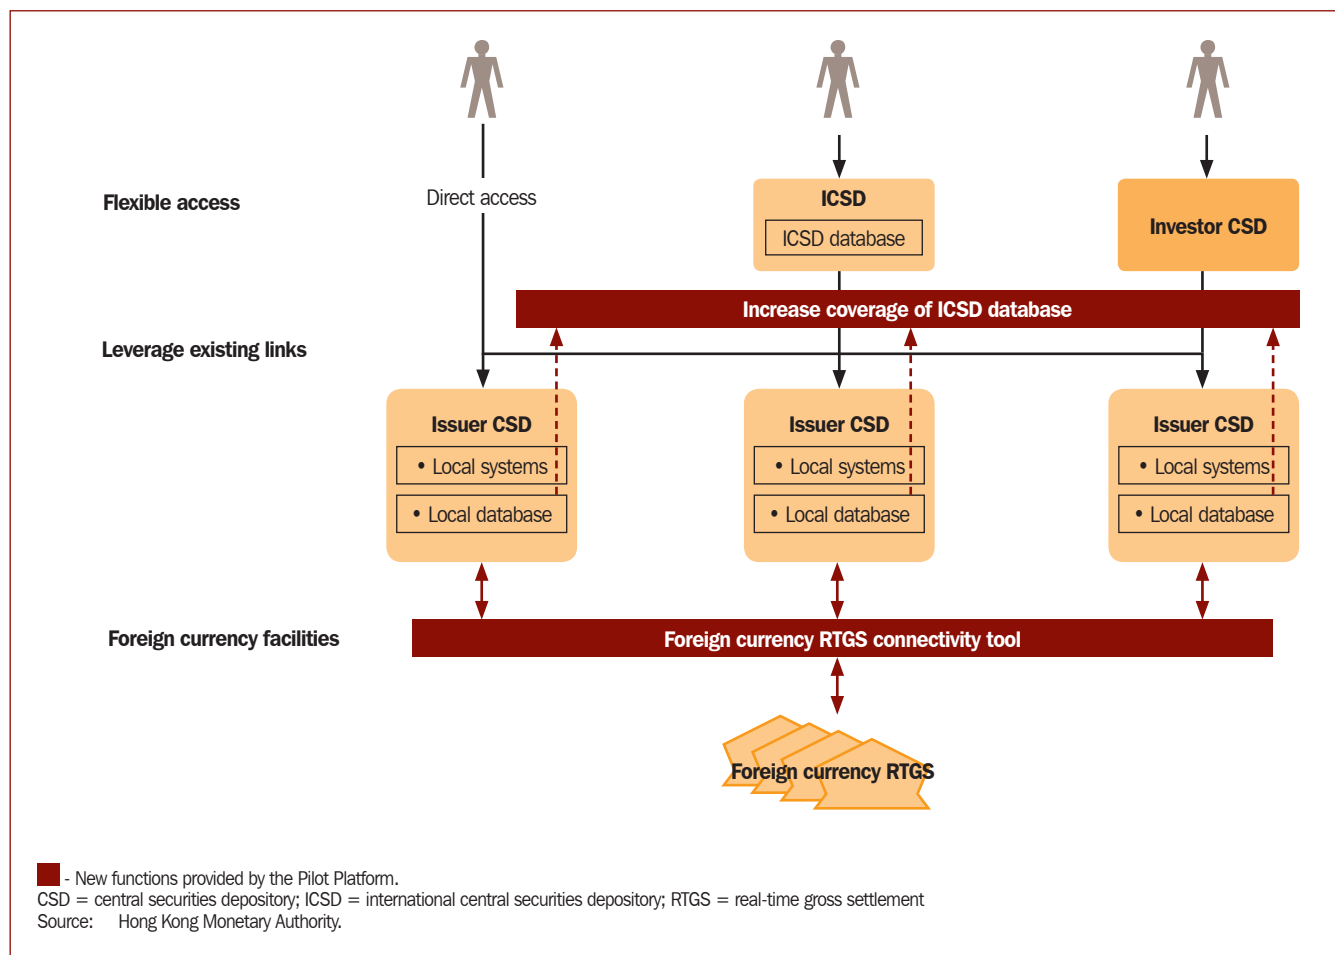 Flexible access
Direct access
ICSD
ICSD database
Investor CSD
Increase coverage of ICSD database
Leverage existing links
Issuer CSD
• Local systems
• Local database
Issuer CSD
• Local systems
• Local database
Issuer CSD
• Local systems
• Local database
Foreign currency facilities
Foreign currency RTGS connectivity tool
Foreign currency RTGS
- New functions provided by the Pilot Platform.
CSD = central securities depository; ICSD = international central securities depository; RTGS = real-time gross settlement
Source: Hong Kong Monetary Authority.